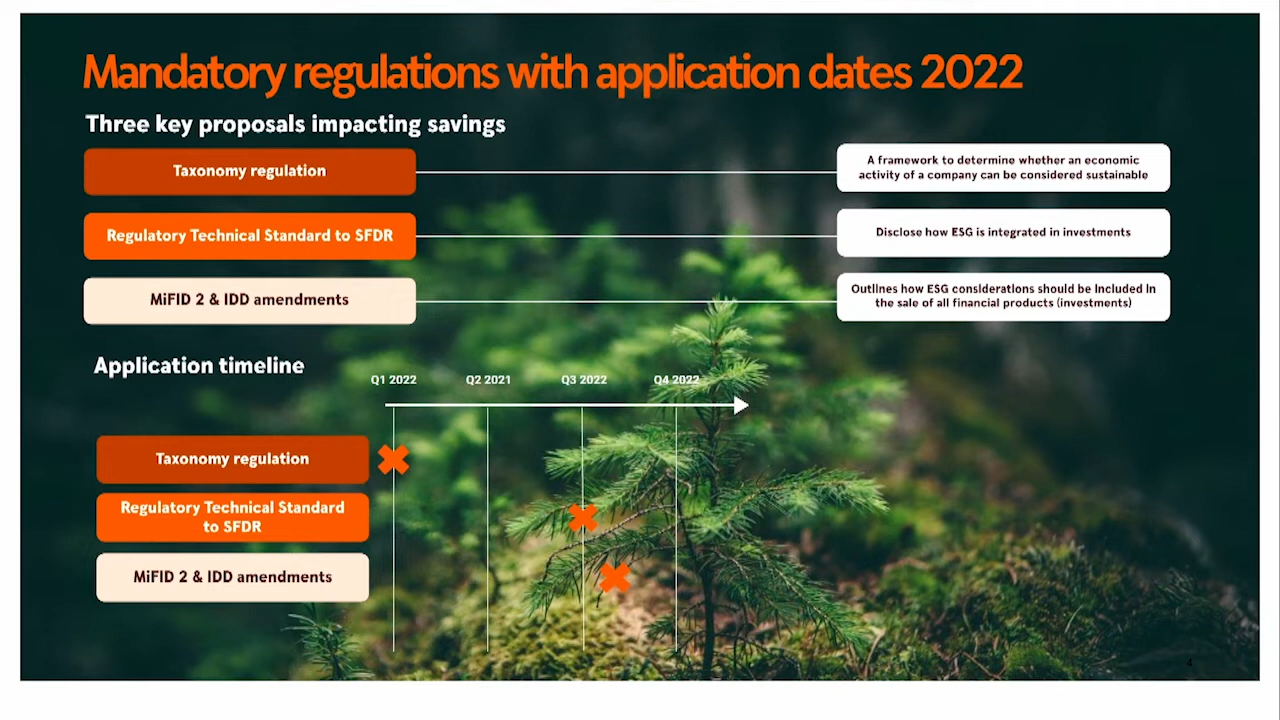 Mandatory regulations with application dates 2022
Three key proposals impacting savings
Taxonomy regulation
A framework to determine whether an economic
activity of a company can be considered sustainable
Regulatory Technical Standard to SFDR
Disclose how ESG is integrated in investments
MiFID 2 & IDD amendments
Outlines how ESG considerations should be included in
the sale of all financial products (investments)
Application timeline
Q1 2022 Q2 2021 Q3 2022 Q4 2022
Taxonomy regulation
Regulatory Technical Standard
to SFDR
MiFID 2 & IDD amendments
4